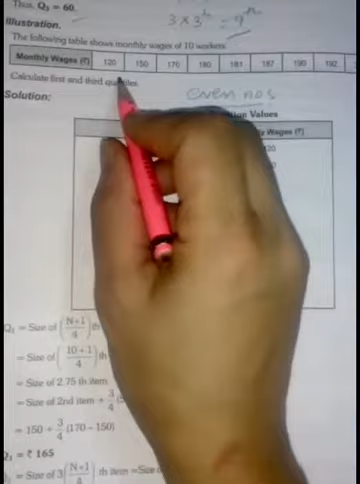 Thus, Q₃ = 60.
3 × 3
Illustration.
The following table shows monthly wages of 10 workers:
Monthly Wages (₹) 120 150 170 180 181 187 190 192
Calculate first and third quartiles.
Even nos
Solution:
Values
Wages (₹)
Q₁ = Size of (N+1/4) th
= Size of (10+1/4) th
= Size of 2.75 th item
= Size of 2nd item + 3/4
= 150 + 3/4 (170 − 150)
Q₁ = ₹ 165
= Size of 3(N+1/4) th item = Size